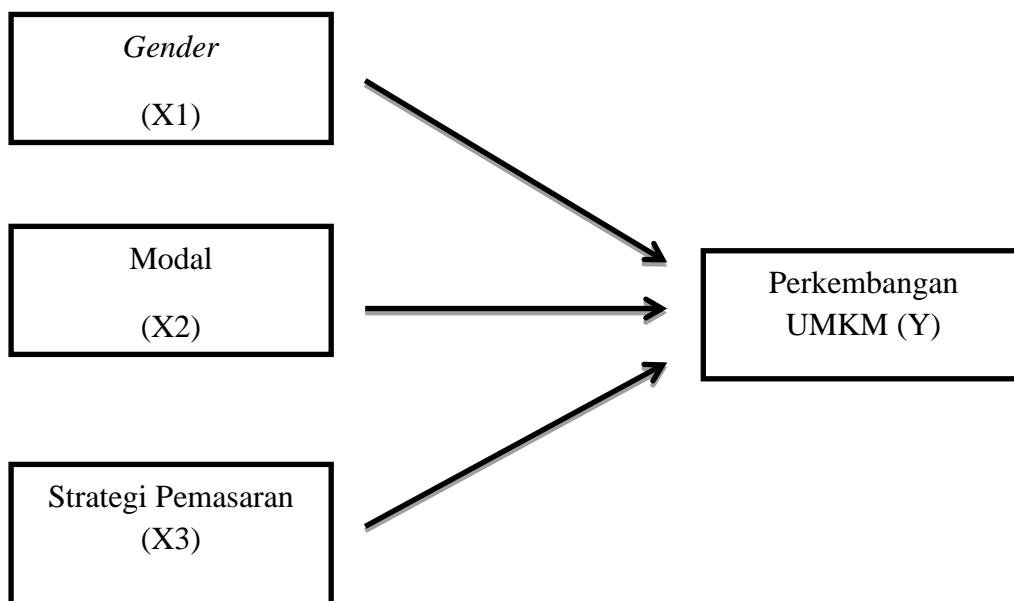 Gender
(X1)
Modal
(X2)
Perkembangan
UMKM (Y)
Strategi Pemasaran
(X3)